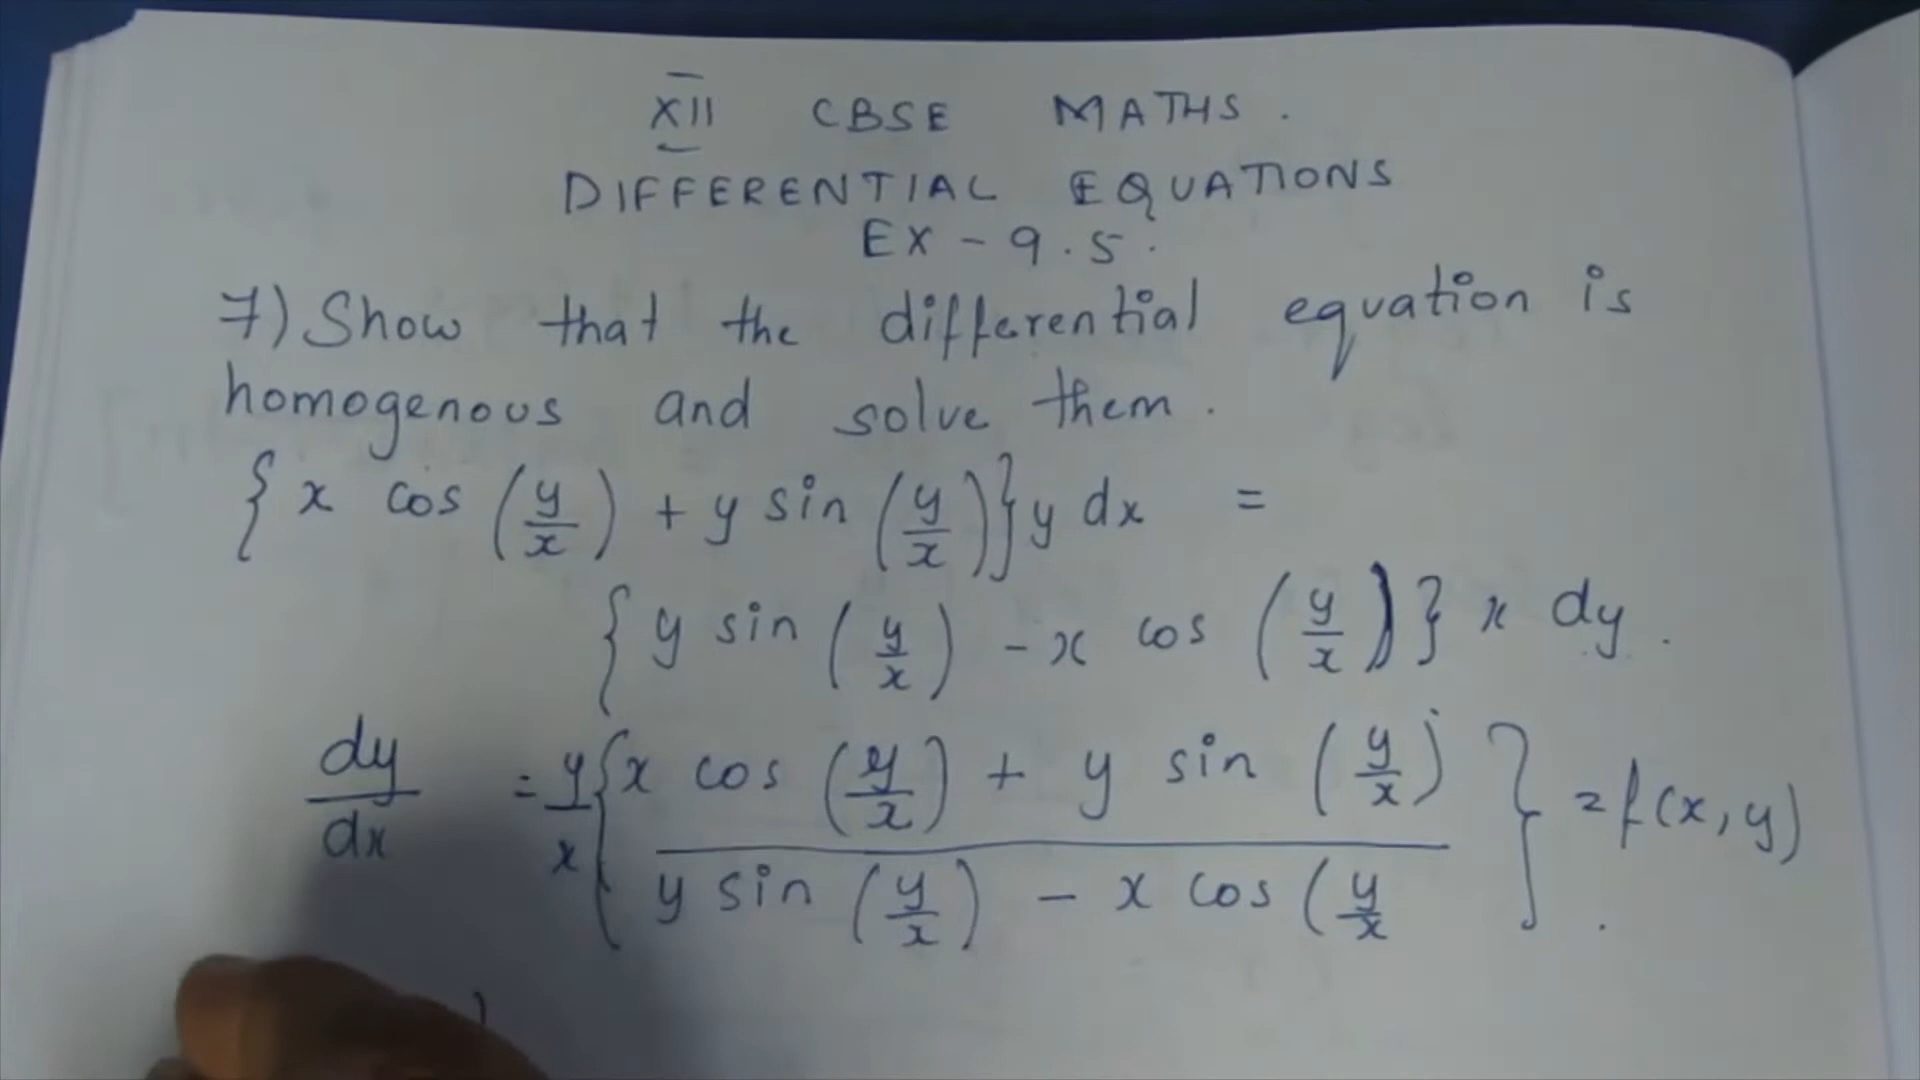 XII CBSE MATHS.
DIFFERENTIAL EQUATIONS
EX - 9.5.
7) Show that the differential equation is
homogenous and solve them.
{ x cos (y/x) + y sin (y/x)} y dx =
{ y sin (y/x) - x cos (y/x)} x dy.
dy/dx = y/x { x cos (y/x) + y sin (y/x) / y sin (y/x) - x cos (y/x } = f(x, y).